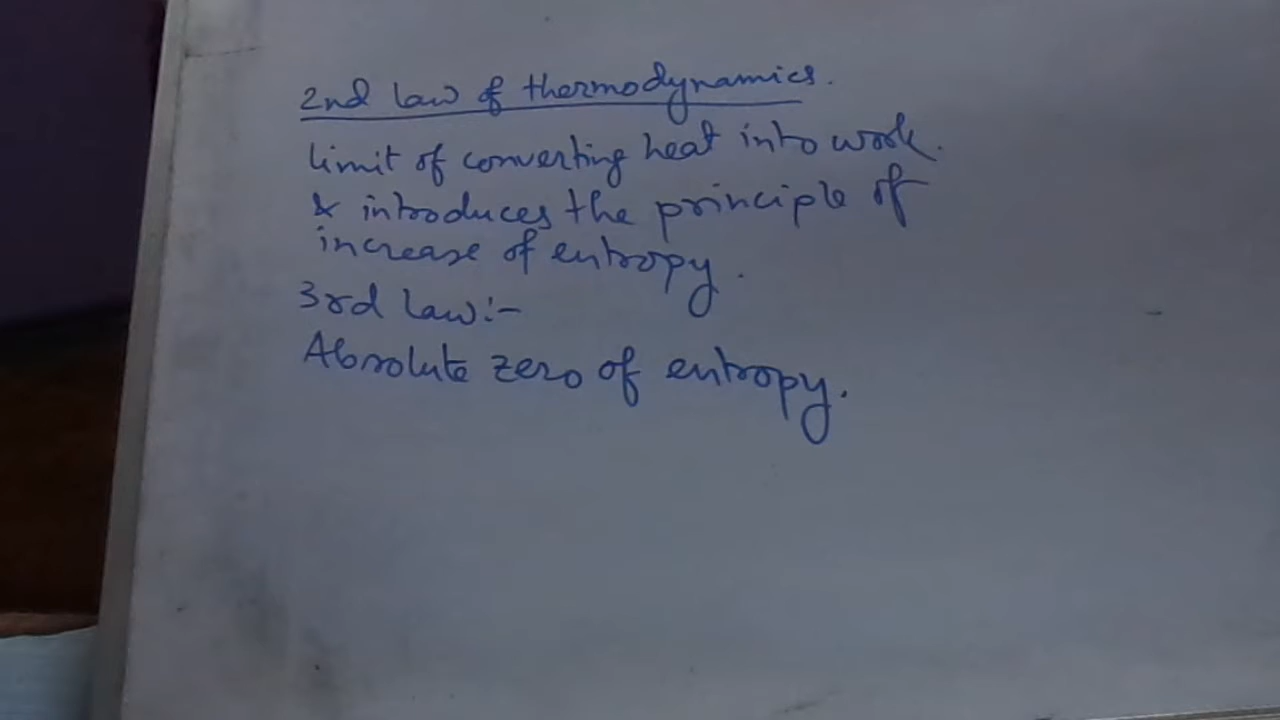 2nd law of thermodynamics.
limit of converting heat into work.
& introduces the principle of
increase of entropy.
3rd law:-
Absolute zero of entropy.